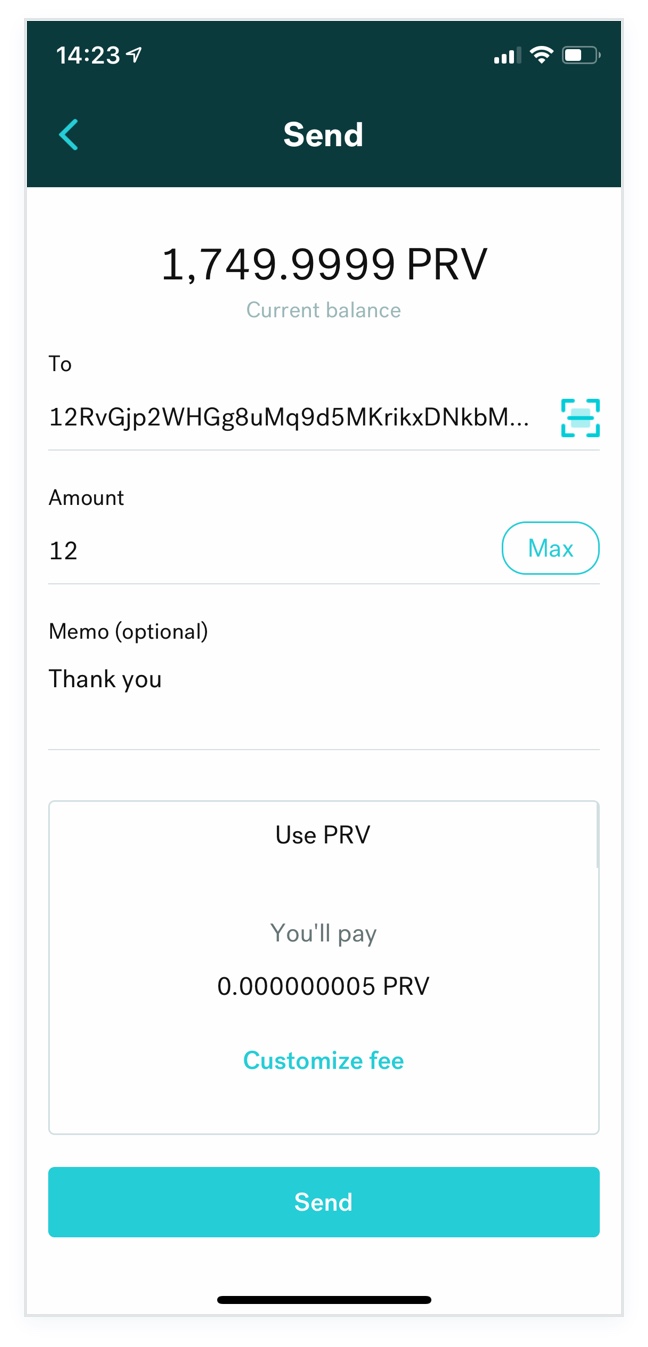 14:23
Send
1,749.9999 PRV
Current balance
To
12RvGjp2WHGg8uMq9d5MKrikxDNkbM...
Amount
12
Max
Memo (optional)
Thank you
Use PRV
You'll pay
0.000000005 PRV
Customize fee
Send